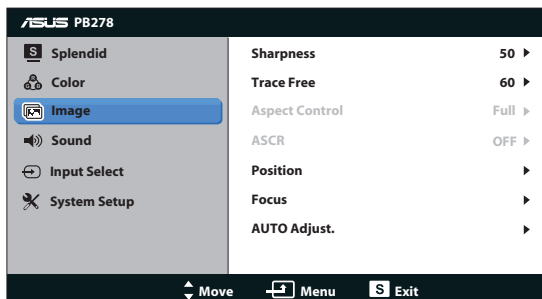 ASUS PB278
S Splendid
Color
Image
Sound
Input Select
System Setup
Sharpness 50
Trace Free 60
Aspect Control Full
ASCR OFF
Position
Focus
AUTO Adjust.
Move Menu S Exit